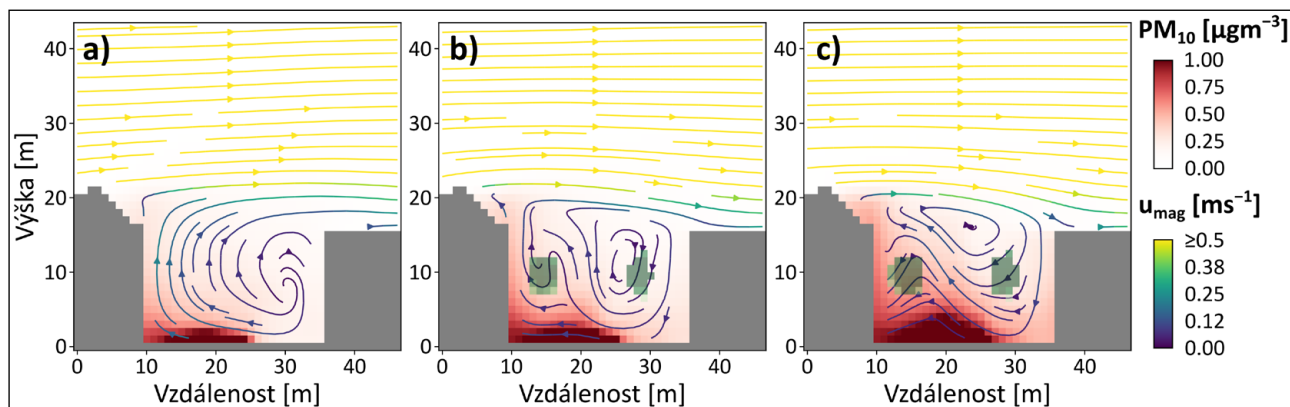 a)
b)
c)
PM10 [µgm−3]
1.00
0.75
0.50
0.25
0.00
umag [ms−1]
≥0.5
0.38
0.25
0.12
0.00
Výška [m]
40
30
20
10
0
0 10 20 30 40
0 10 20 30 40
0 10 20 30 40
Vzdálenost [m]
Vzdálenost [m]
Vzdálenost [m]